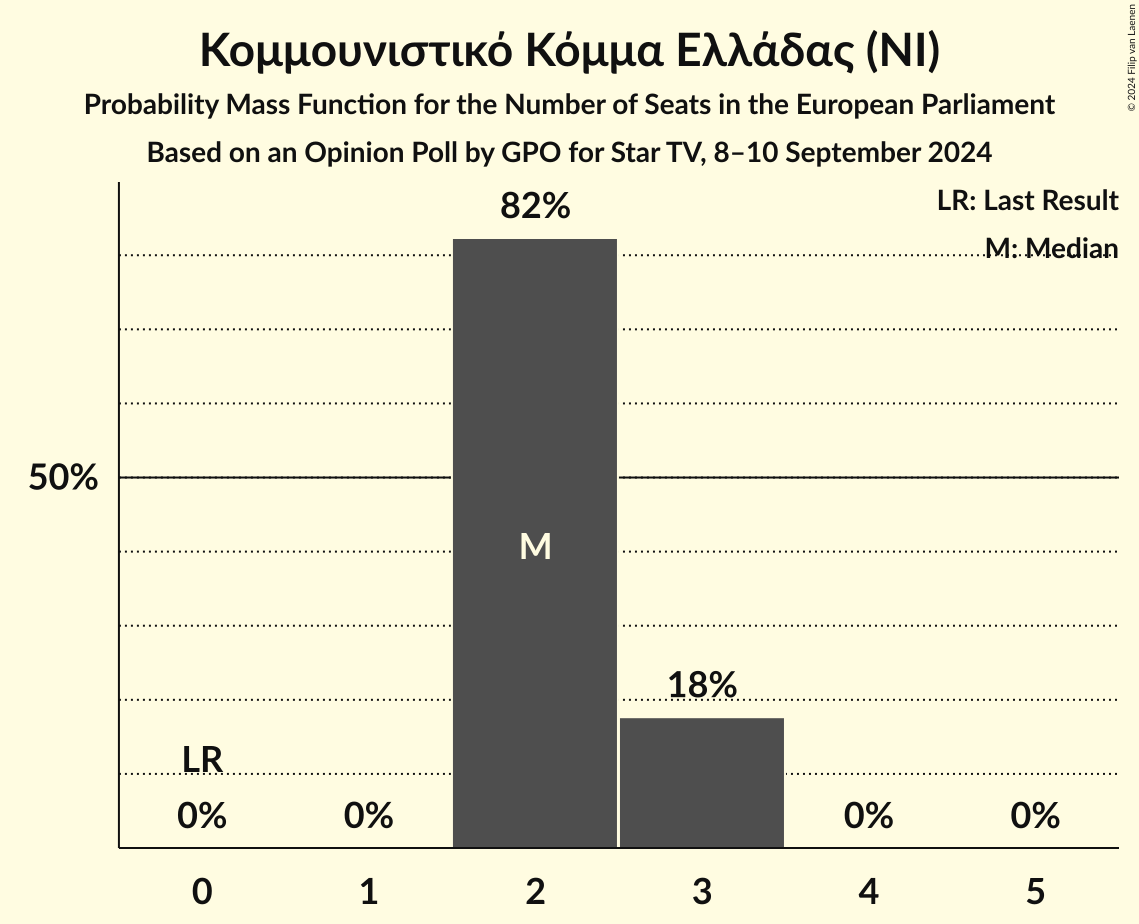 Κομμουνιστικό Κόμμα Ελλάδας (NI)
Probability Mass Function for the Number of Seats in the European Parliament
Based on an Opinion Poll by GPO for Star TV, 8–10 September 2024
© 2024 Filip van Laenen
LR: Last Result
M: Median
82%
50%
M
18%
LR
0% 0% 0% 0%
0 1 2 3 4 5